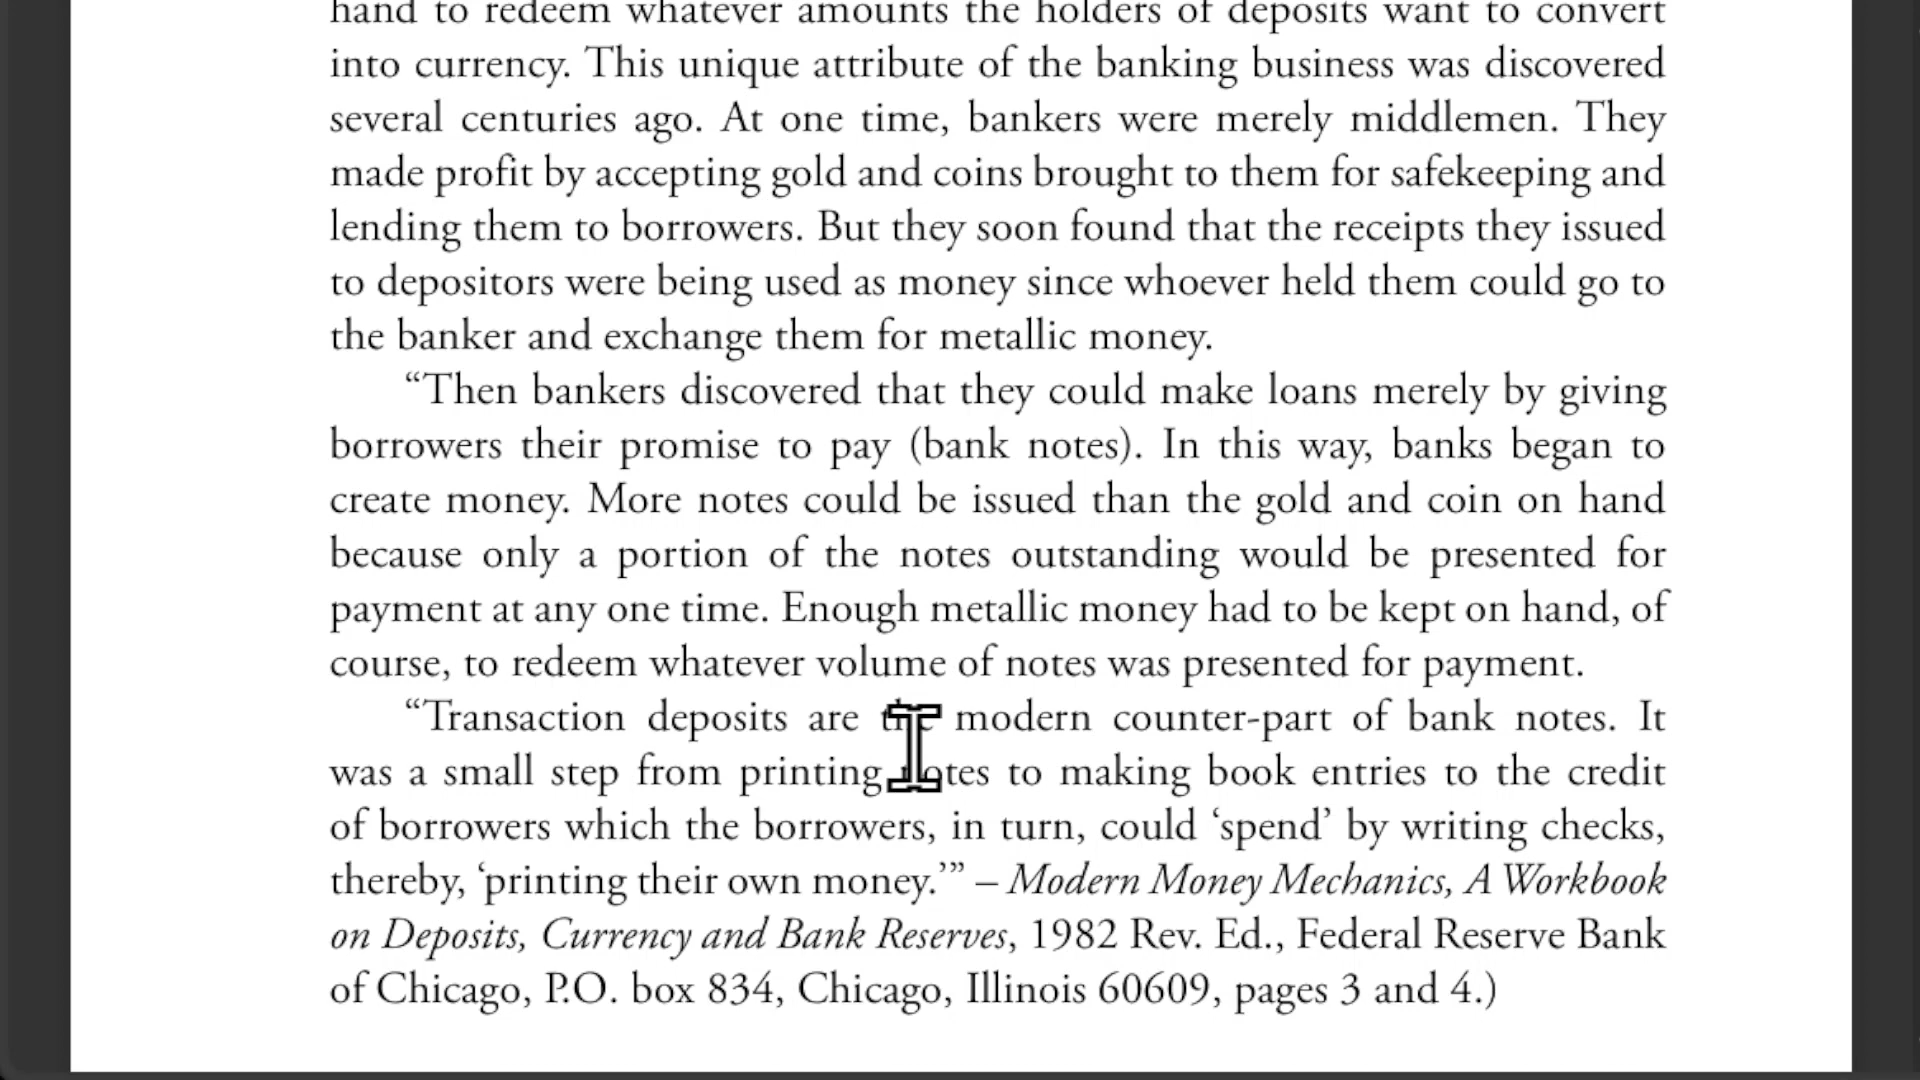 hand to redeem whatever amounts the holders of deposits want to convert
into currency. This unique attribute of the banking business was discovered
several centuries ago. At one time, bankers were merely middlemen. They
made profit by accepting gold and coins brought to them for safekeeping and
lending them to borrowers. But they soon found that the receipts they issued
to depositors were being used as money since whoever held them could go to
the banker and exchange them for metallic money.
“Then bankers discovered that they could make loans merely by giving
borrowers their promise to pay (bank notes). In this way, banks began to
create money. More notes could be issued than the gold and coin on hand
because only a portion of the notes outstanding would be presented for
payment at any one time. Enough metallic money had to be kept on hand, of
course, to redeem whatever volume of notes was presented for payment.
“Transaction deposits are the modern counter-part of bank notes. It
was a small step from printing notes to making book entries to the credit
of borrowers which the borrowers, in turn, could ‘spend’ by writing checks,
thereby, ‘printing their own money.’” – Modern Money Mechanics, A Workbook
on Deposits, Currency and Bank Reserves, 1982 Rev. Ed., Federal Reserve Bank
of Chicago, P.O. box 834, Chicago, Illinois 60609, pages 3 and 4.)